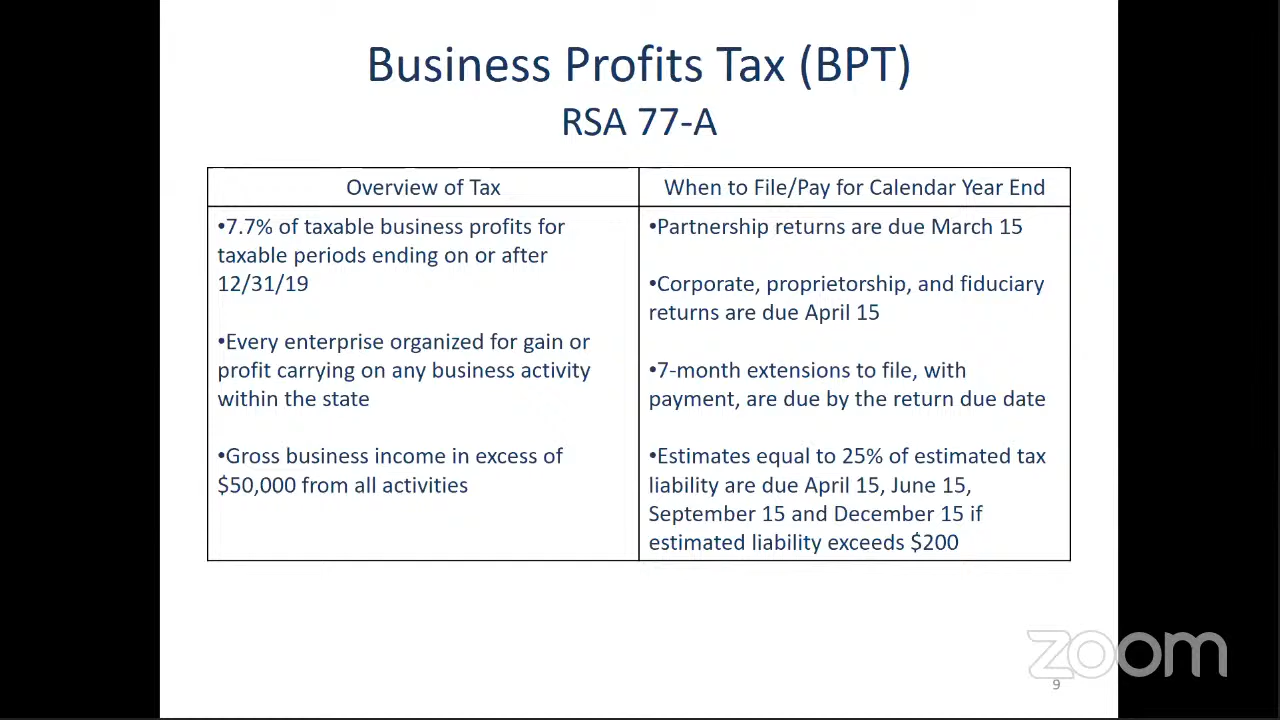 Business Profits Tax (BPT)
RSA 77-A
Overview of Tax
•7.7% of taxable business profits for
taxable periods ending on or after
12/31/19
•Every enterprise organized for gain or
profit carrying on any business activity
within the state
•Gross business income in excess of
$50,000 from all activities
When to File/Pay for Calendar Year End
•Partnership returns are due March 15
•Corporate, proprietorship, and fiduciary
returns are due April 15
•7-month extensions to file, with
payment, are due by the return due date
•Estimates equal to 25% of estimated tax
liability are due April 15, June 15,
September 15 and December 15 if
estimated liability exceeds $200
zoom
9